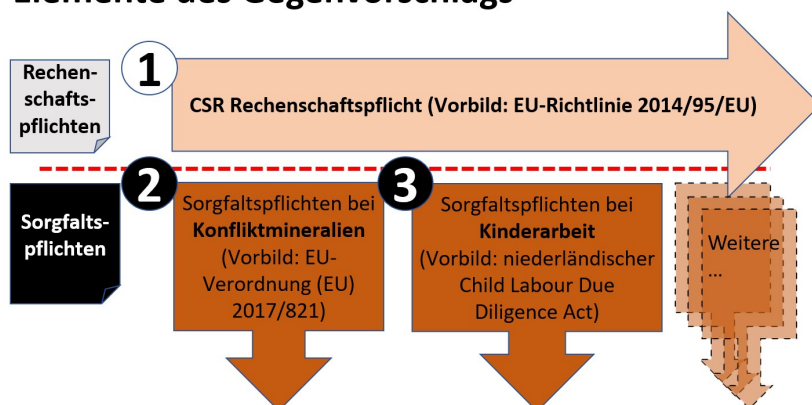 Elemente des Gegenvorschlags
Rechen-
schafts-
pflichten
1
CSR Rechenschaftspflicht (Vorbild: EU-Richtlinie 2014/95/EU)
Sorgfalts-
pflichten
2
Sorgfaltspflichten bei
Konfliktmineralien
(Vorbild: EU-
Verordnung (EU)
2017/821)
3
Sorgfaltspflichten bei
Kinderarbeit
(Vorbild: niederländischer
Child Labour Due
Diligence Act)
Weitere
...